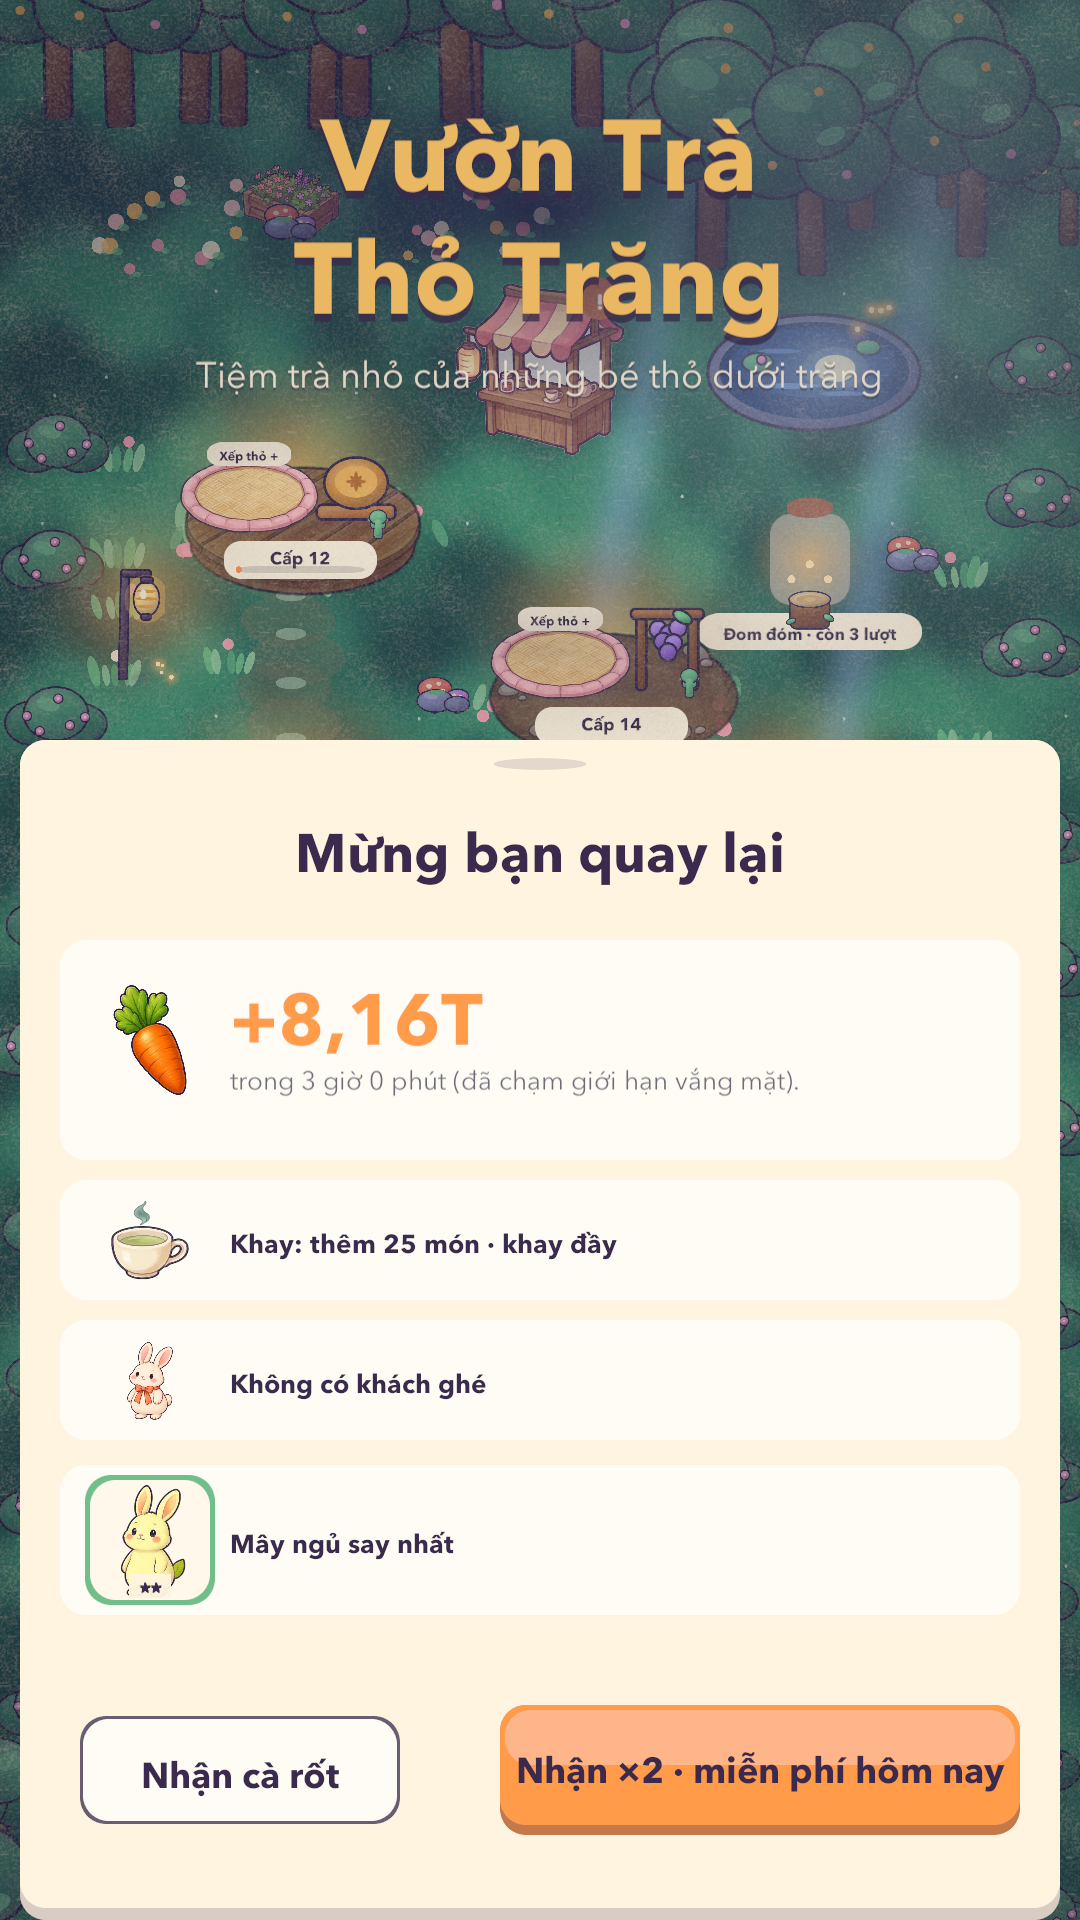 Vườn Trà
Thỏ Trăng
Tiệm trà nhỏ của những bé thỏ dưới trăng
Xếp thỏ +
Cấp 12
Xếp thỏ +
Đom đóm · còn 3 lượt
Cấp 14
Mừng bạn quay lại
+8,16T
trong 3 giờ 0 phút (đã chạm giới hạn vắng mặt).
Khay: thêm 25 món · khay đầy
Không có khách ghé
Mây ngủ say nhất
Nhận cà rốt
Nhận ×2 · miễn phí hôm nay